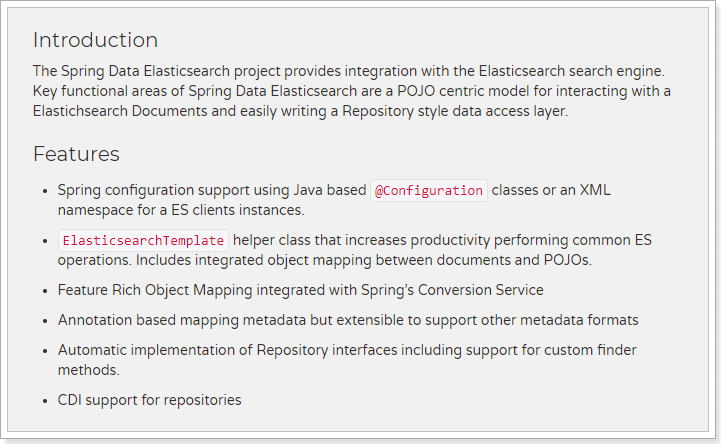 Introduction
The Spring Data Elasticsearch project provides integration with the Elasticsearch search engine.
Key functional areas of Spring Data Elasticsearch are a POJO centric model for interacting with a
Elastichsearch Documents and easily writing a Repository style data access layer.
Features
• Spring configuration support using Java based @Configuration classes or an XML
namespace for a ES clients instances.
• ElasticsearchTemplate helper class that increases productivity performing common ES
operations. Includes integrated object mapping between documents and POJOs.
• Feature Rich Object Mapping integrated with Spring’s Conversion Service
• Annotation based mapping metadata but extensible to support other metadata formats
• Automatic implementation of Repository interfaces including support for custom finder
methods.
• CDI support for repositories